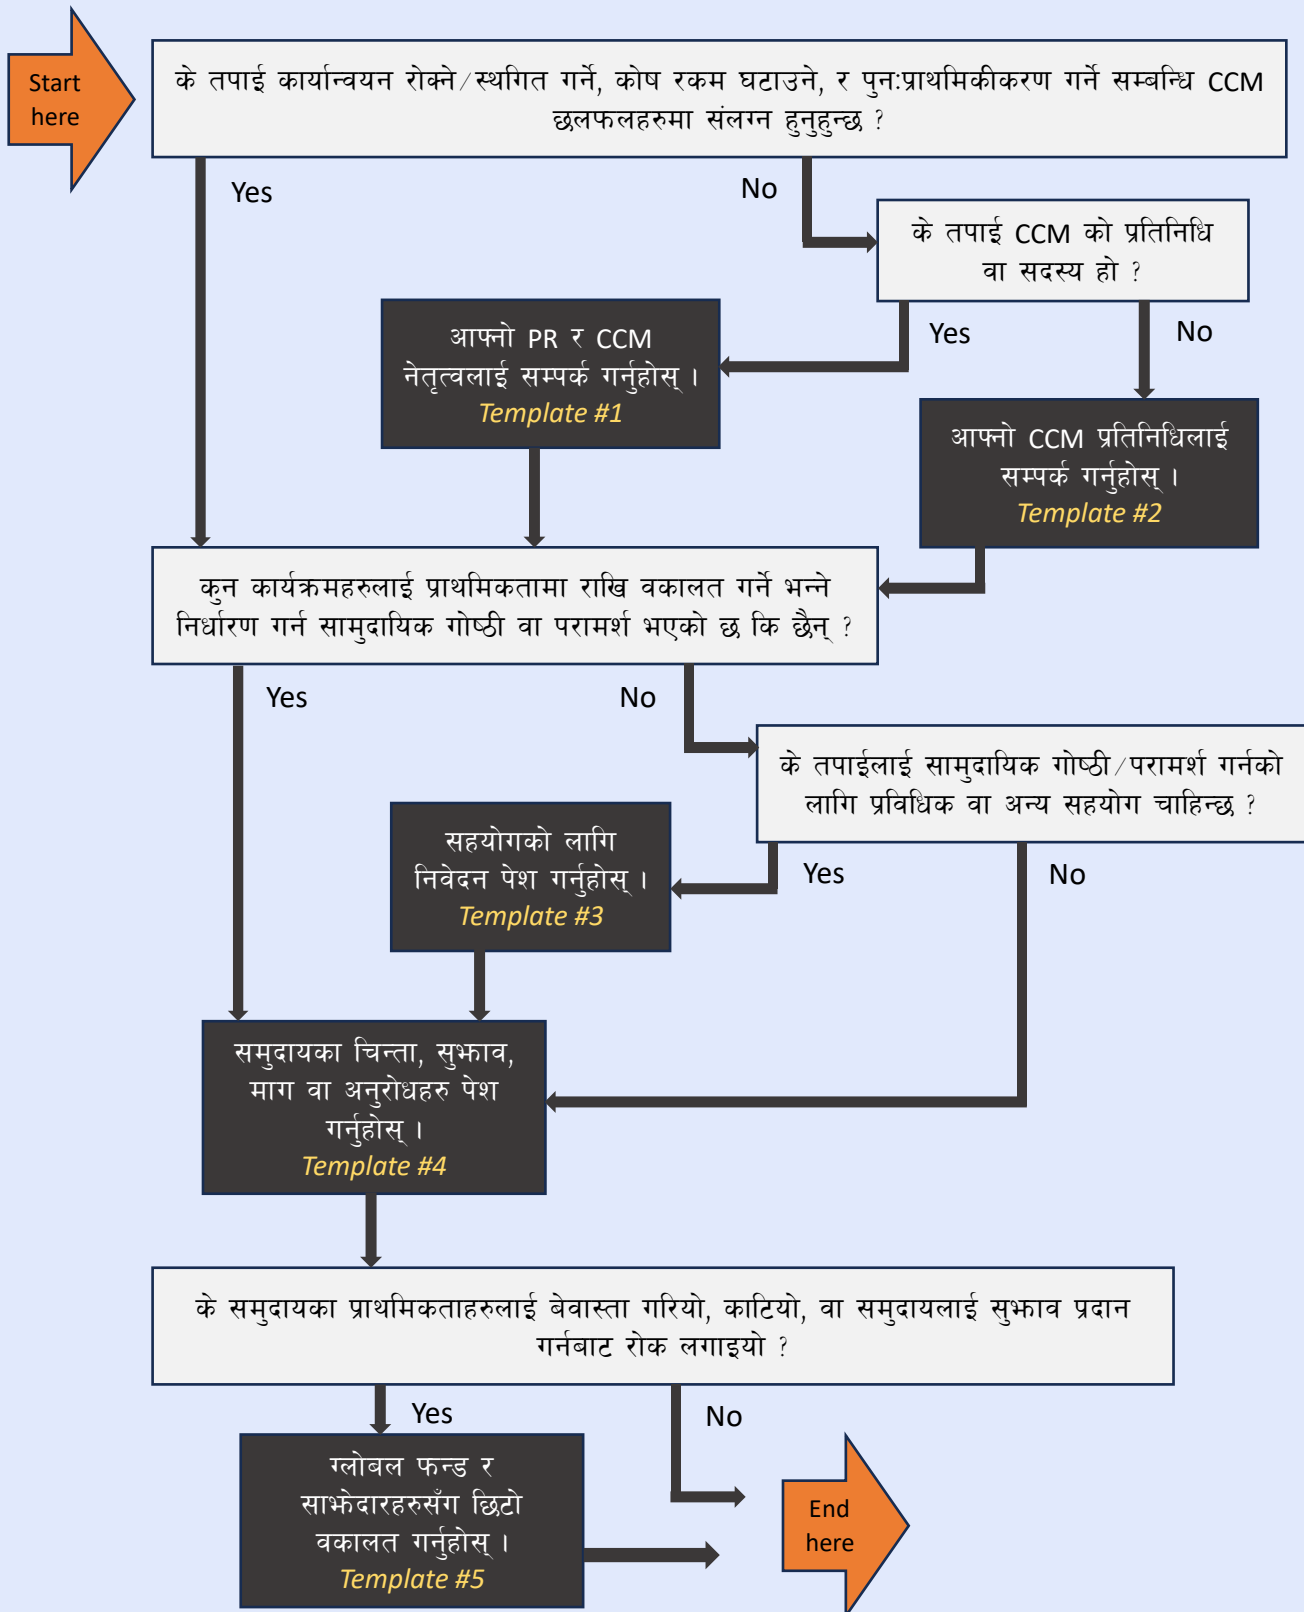 Start
here
के तपाई कार्यान्वयन रोक्ने/स्थगित गर्ने, कोष रकम घटाउने, र पुनःप्राथमिकीकरण गर्ने सम्बन्धि CCM
छलफलहरुमा संलग्न हुनुहुन्छ ?
Yes
No
के तपाई CCM को प्रतिनिधि
वा सदस्य हो ?
Yes
No
आफ्नो PR र CCM
नेतृत्वलाई सम्पर्क गर्नुहोस् ।
Template #1
आफ्नो CCM प्रतिनिधिलाई
सम्पर्क गर्नुहोस् ।
Template #2
कुन कार्यक्रमहरुलाई प्राथमिकतामा राखि वकालत गर्ने भन्ने
निर्धारण गर्न सामुदायिक गोष्ठी वा परामर्श भएको छ कि छैन् ?
Yes
No
के तपाईलाई सामुदायिक गोष्ठी/परामर्श गर्नको
लागि प्रविधिक वा अन्य सहयोग चाहिन्छ ?
Yes
No
सहयोगको लागि
निवेदन पेश गर्नुहोस् ।
Template #3
समुदायका चिन्ता, सुझाव,
माग वा अनुरोधहरु पेश
गर्नुहोस् ।
Template #4
के समुदायका प्राथमिकताहरुलाई बेवास्ता गरियो, काटियो, वा समुदायलाई सुझाव प्रदान
गर्नबाट रोक लगाइयो ?
Yes
No
ग्लोबल फन्ड र
साझेदारहरुसँग छिटो
वकालत गर्नुहोस् ।
Template #5
End
here